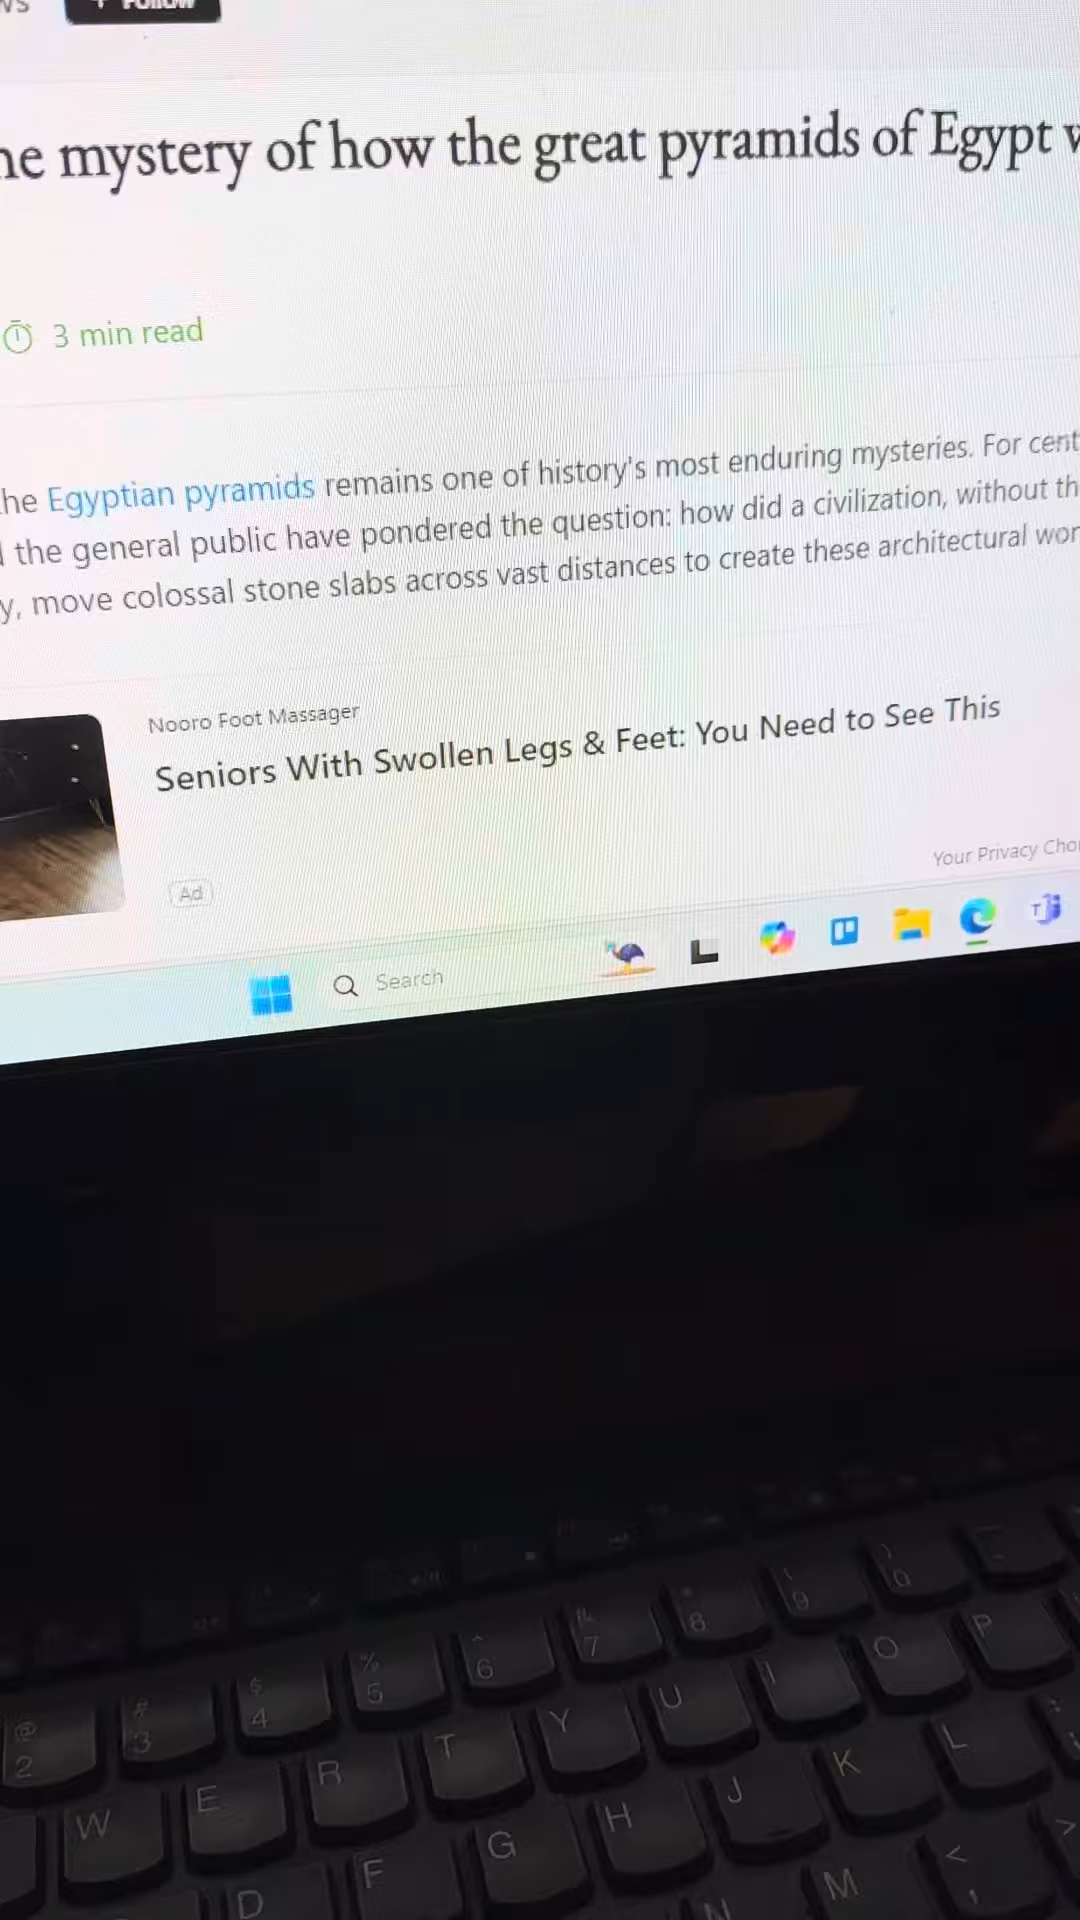 Follow
he mystery of how the great pyramids of Egypt w
3 min read
the Egyptian pyramids remains one of history's most enduring mysteries. For cent
the general public have pondered the question: how did a civilization, without th
y, move colossal stone slabs across vast distances to create these architectural wor
Nooro Foot Massager
Seniors With Swollen Legs & Feet: You Need to See This
Your Privacy Cho
Ad
Search
@ # $ % ^ & * ( )
2 3 4 5 6 7 8 9 0
W E R T Y U I O P
D F G H J K L
N M < >
,